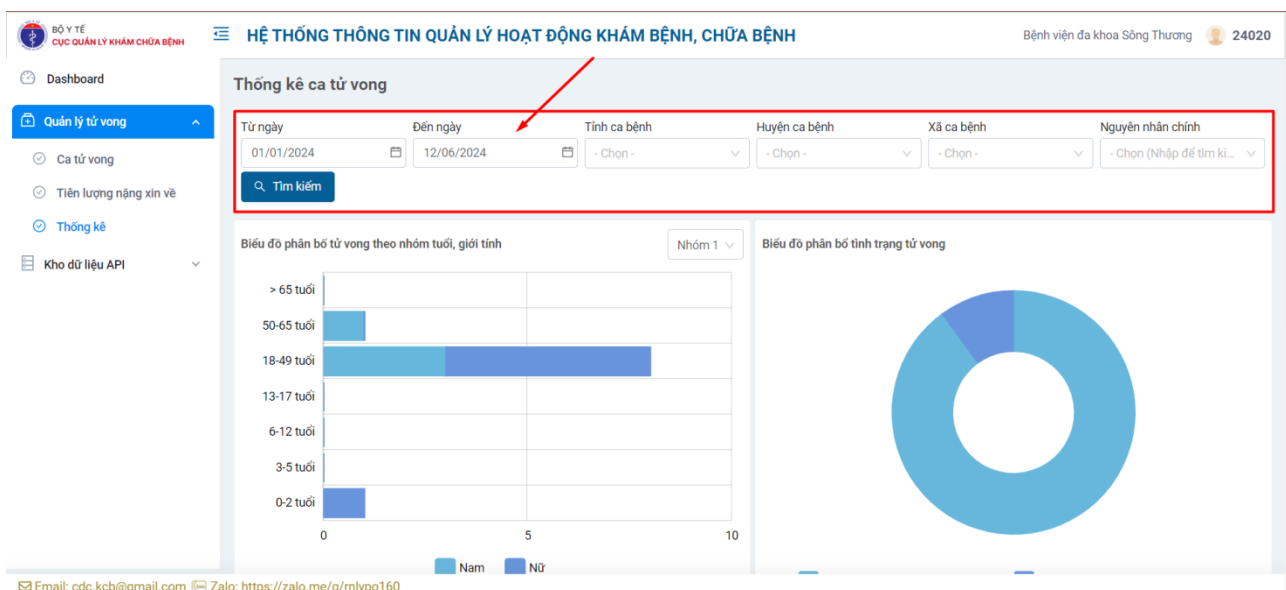 BỘ Y TẾ
CỤC QUẢN LÝ KHÁM CHỮA BỆNH
HỆ THỐNG THÔNG TIN QUẢN LÝ HOẠT ĐỘNG KHÁM BỆNH, CHỮA BỆNH
Bệnh viện đa khoa Sông Thương
24020
Dashboard
Quản lý tử vong
Ca tử vong
Tiên lượng nặng xin về
Thống kê
Kho dữ liệu API
Thống kê ca tử vong
Từ ngày
Đến ngày
Tỉnh ca bệnh
Huyện ca bệnh
Xã ca bệnh
Nguyên nhân chính
01/01/2024
12/06/2024
- Chọn -
- Chọn -
- Chọn -
- Chọn (Nhập để tìm ki...
Tìm kiếm
Biểu đồ phân bố tử vong theo nhóm tuổi, giới tính
Nhóm 1
> 65 tuổi
50-65 tuổi
18-49 tuổi
13-17 tuổi
6-12 tuổi
3-5 tuổi
0-2 tuổi
0
5
10
Nam
Nữ
Biểu đồ phân bố tình trạng tử vong
Email: cdc.kcb@gmail.com Zalo: https://zalo.me/g/rnlvpo160